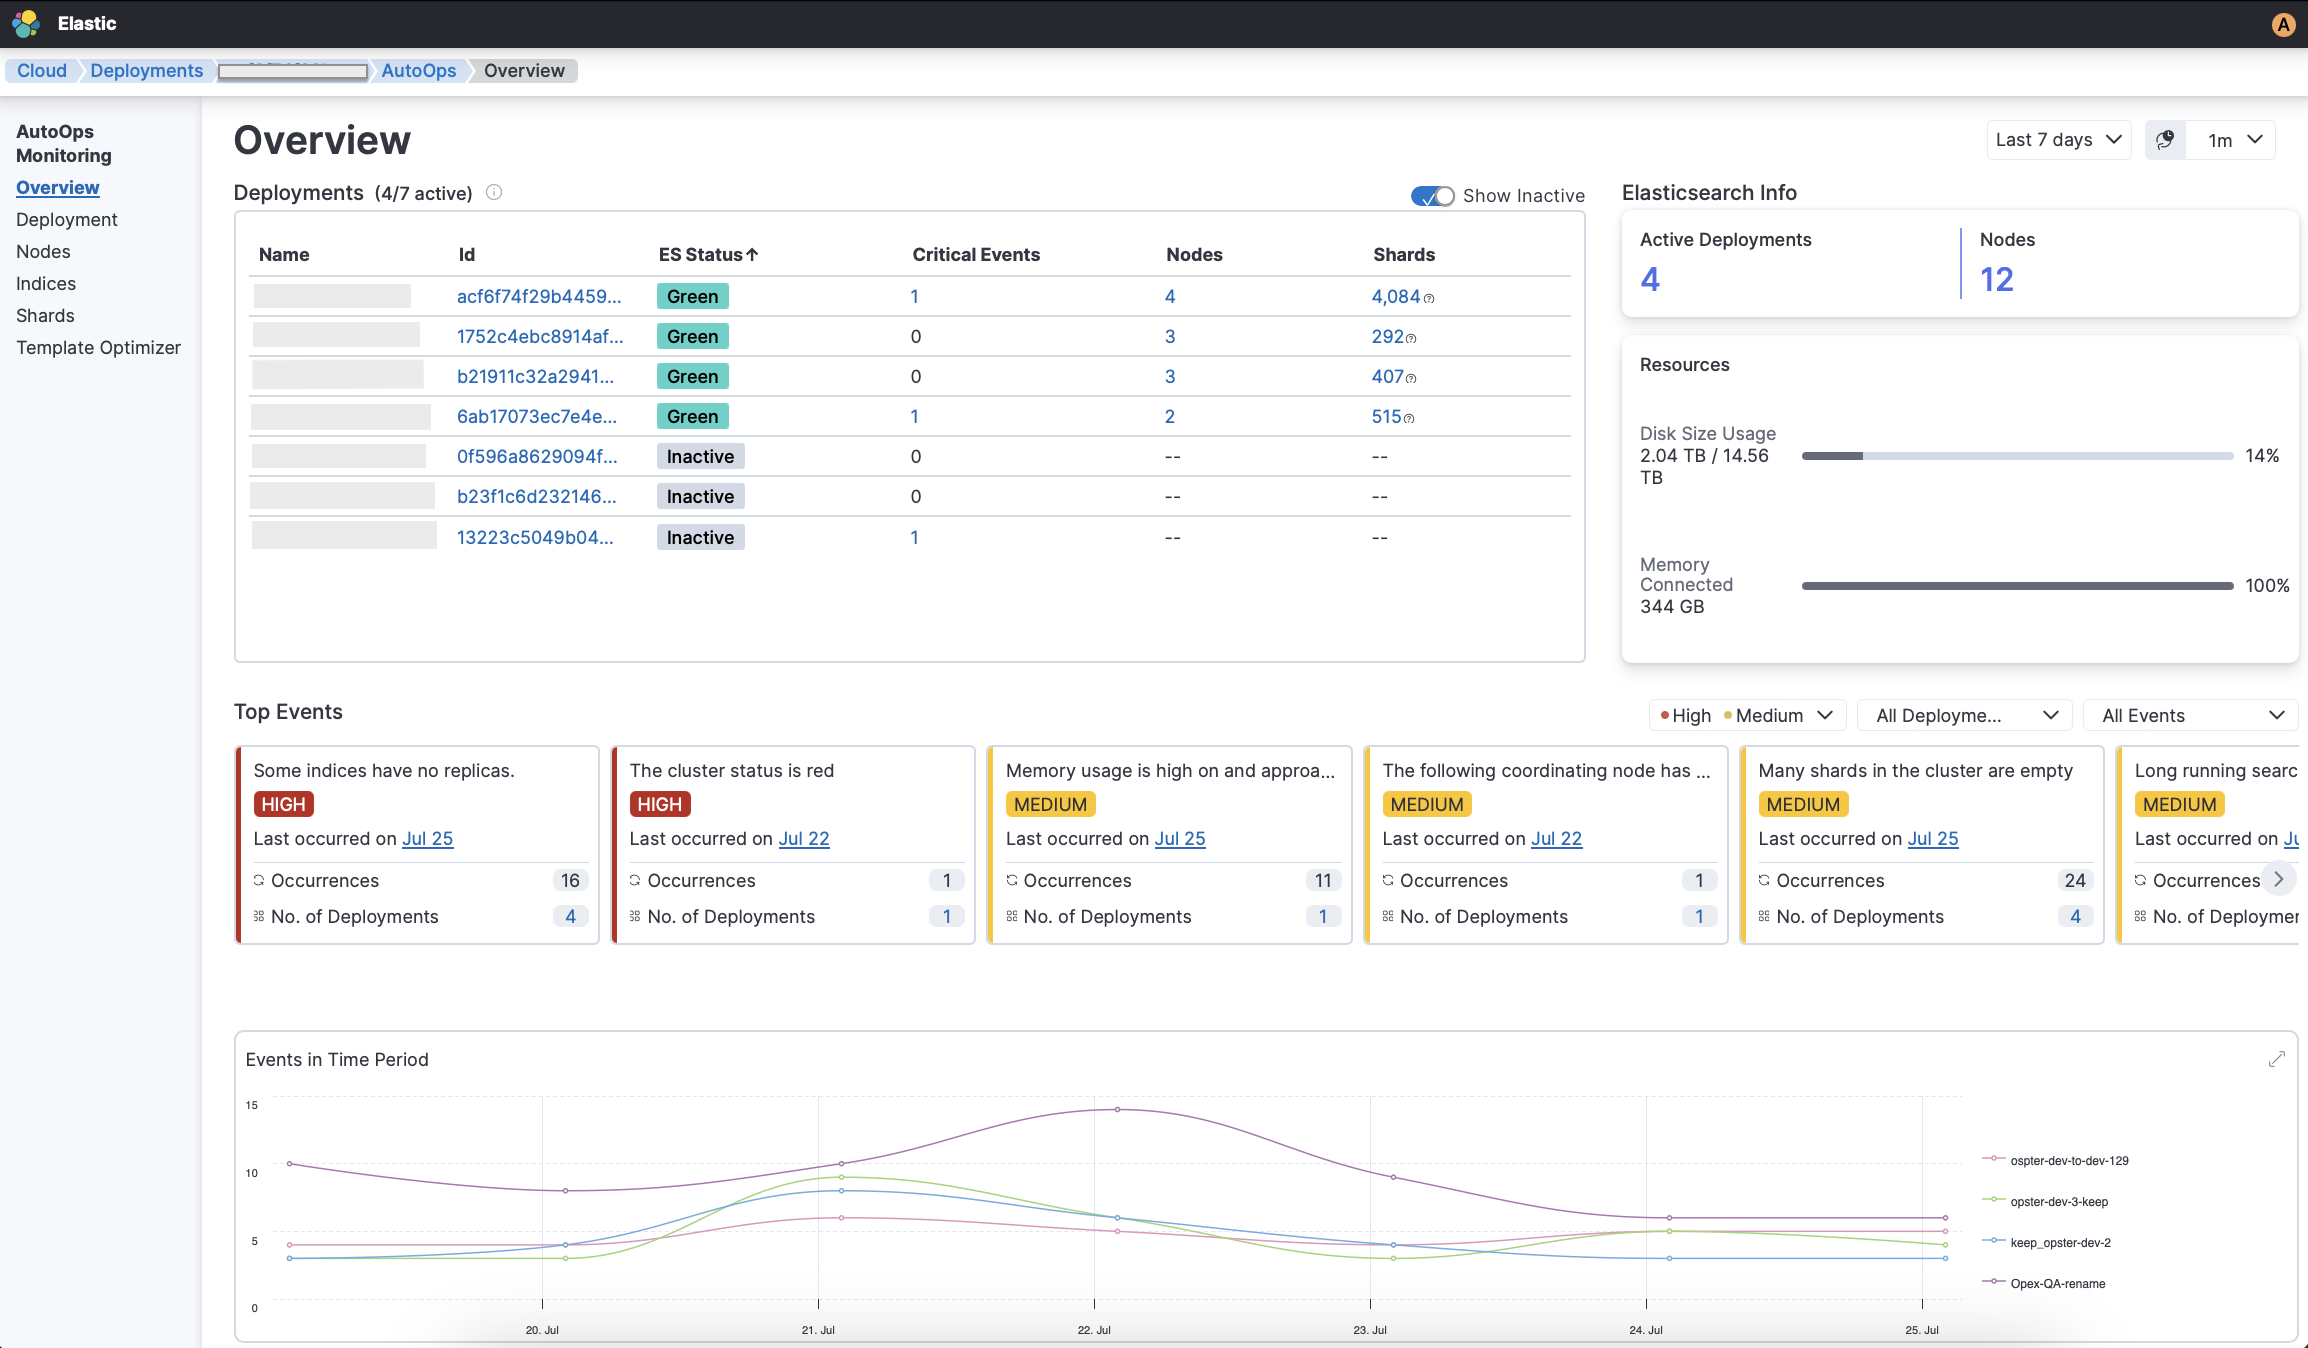 Elastic
A
Cloud
Deployments
AutoOps
Overview
AutoOps
Monitoring
Overview
Deployment
Nodes
Indices
Shards
Template Optimizer
Overview
Last 7 days
1m
Deployments (4/7 active)
Show Inactive
Name Id ES Status Critical Events Nodes Shards
acf6f74f29b4459... Green 1 4 4,084
1752c4ebc8914af... Green 0 3 292
b21911c32a2941... Green 0 3 407
6ab17073ec7e4e... Green 1 2 515
0f596a8629094f... Inactive 0 -- --
b23f1c6d232146... Inactive 0 -- --
13223c5049b04... Inactive 1 -- --
Elasticsearch Info
Active Deployments
4
Nodes
12
Resources
Disk Size Usage
2.04 TB / 14.56
TB
14%
Memory
Connected
344 GB
100%
Top Events
High Medium
All Deployme...
All Events
Some indices have no replicas.
HIGH
Last occurred on Jul 25
Occurrences 16
No. of Deployments 4
The cluster status is red
HIGH
Last occurred on Jul 22
Occurrences 1
No. of Deployments 1
Memory usage is high on and approa...
MEDIUM
Last occurred on Jul 25
Occurrences 11
No. of Deployments 1
The following coordinating node has ...
MEDIUM
Last occurred on Jul 22
Occurrences 1
No. of Deployments 1
Many shards in the cluster are empty
MEDIUM
Last occurred on Jul 25
Occurrences 24
No. of Deployments 4
Long running searc
MEDIUM
Last occurred on Ju
Occurrences
No. of Deploymen
Events in Time Period
15
10
5
0
20. Jul
21. Jul
22. Jul
23. Jul
24. Jul
25. Jul
ospter-dev-to-dev-129
opster-dev-3-keep
keep_opster-dev-2
Opex-QA-rename